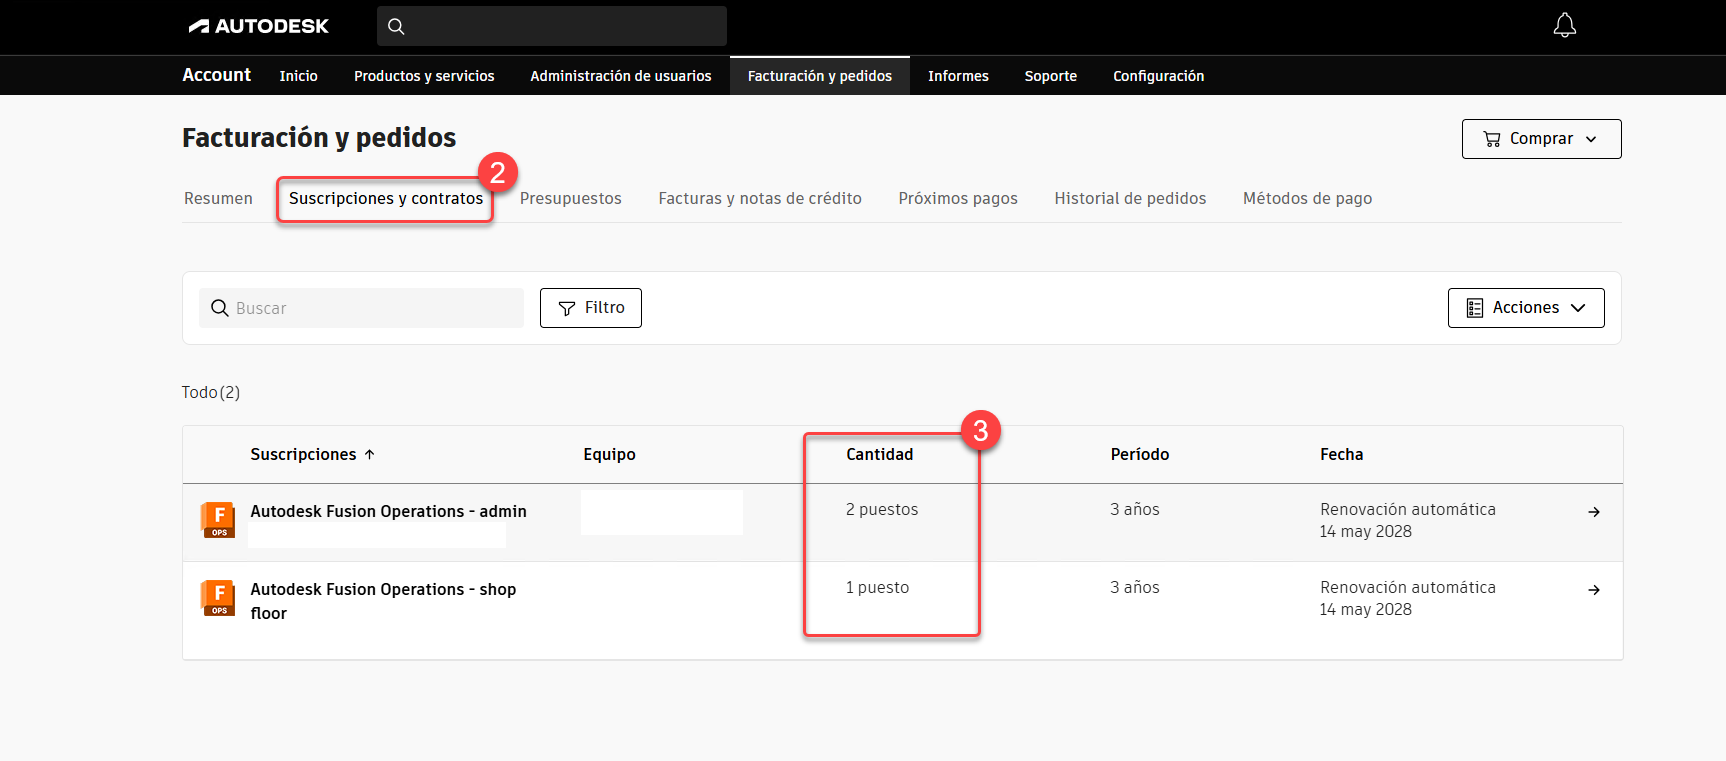 AUTODESK
Account Inicio Productos y servicios Administración de usuarios Facturación y pedidos Informes Soporte Configuración
Facturación y pedidos
Comprar
2
Resumen Suscripciones y contratos Presupuestos Facturas y notas de crédito Próximos pagos Historial de pedidos Métodos de pago
Buscar Filtro Acciones
Todo(2)
3
Suscripciones Equipo Cantidad Período Fecha
F OPS
Autodesk Fusion Operations - admin 2 puestos 3 años Renovación automática
14 may 2028
F OPS
Autodesk Fusion Operations - shop 1 puesto 3 años Renovación automática
floor 14 may 2028